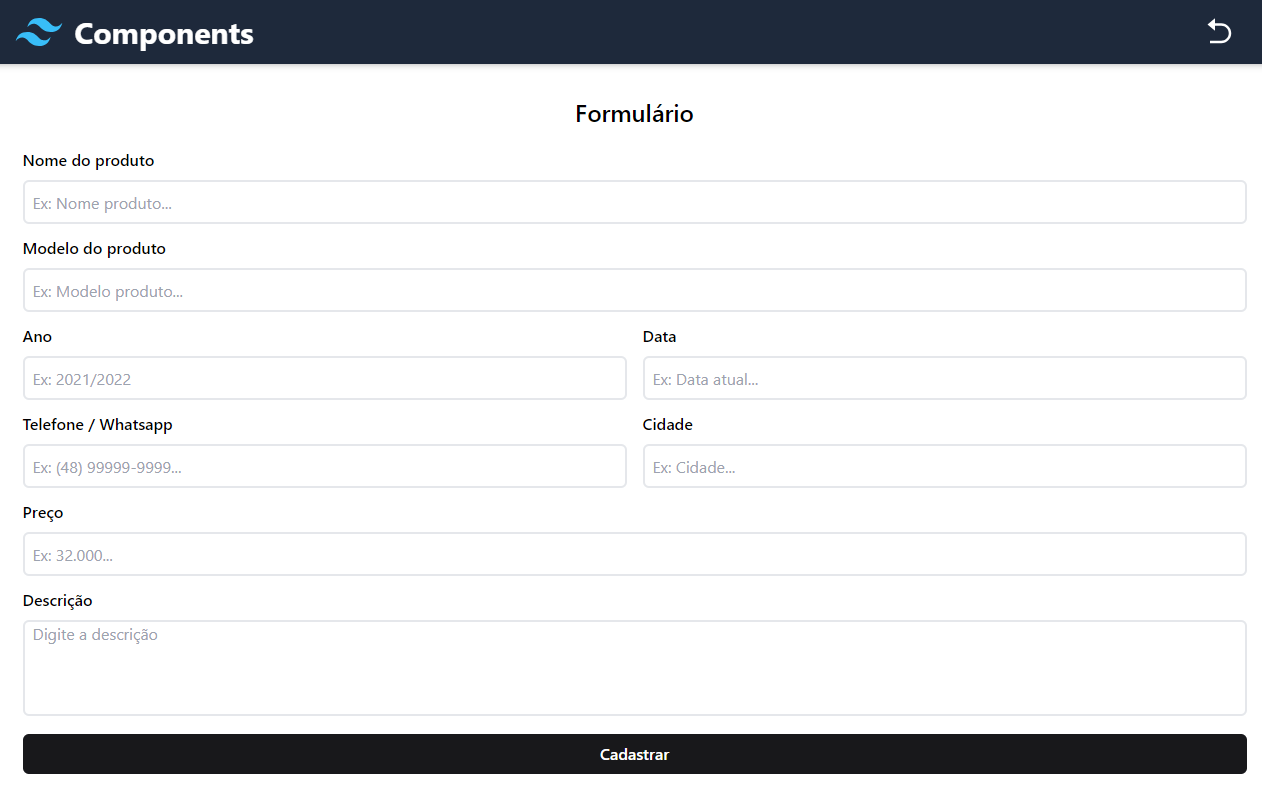 Components
Formulário
Nome do produto
Ex: Nome produto...
Modelo do produto
Ex: Modelo produto...
Ano
Data
Ex: 2021/2022
Ex: Data atual...
Telefone / Whatsapp
Cidade
Ex: (48) 99999-9999...
Ex: Cidade...
Preço
Ex: 32.000...
Descrição
Digite a descrição
Cadastrar